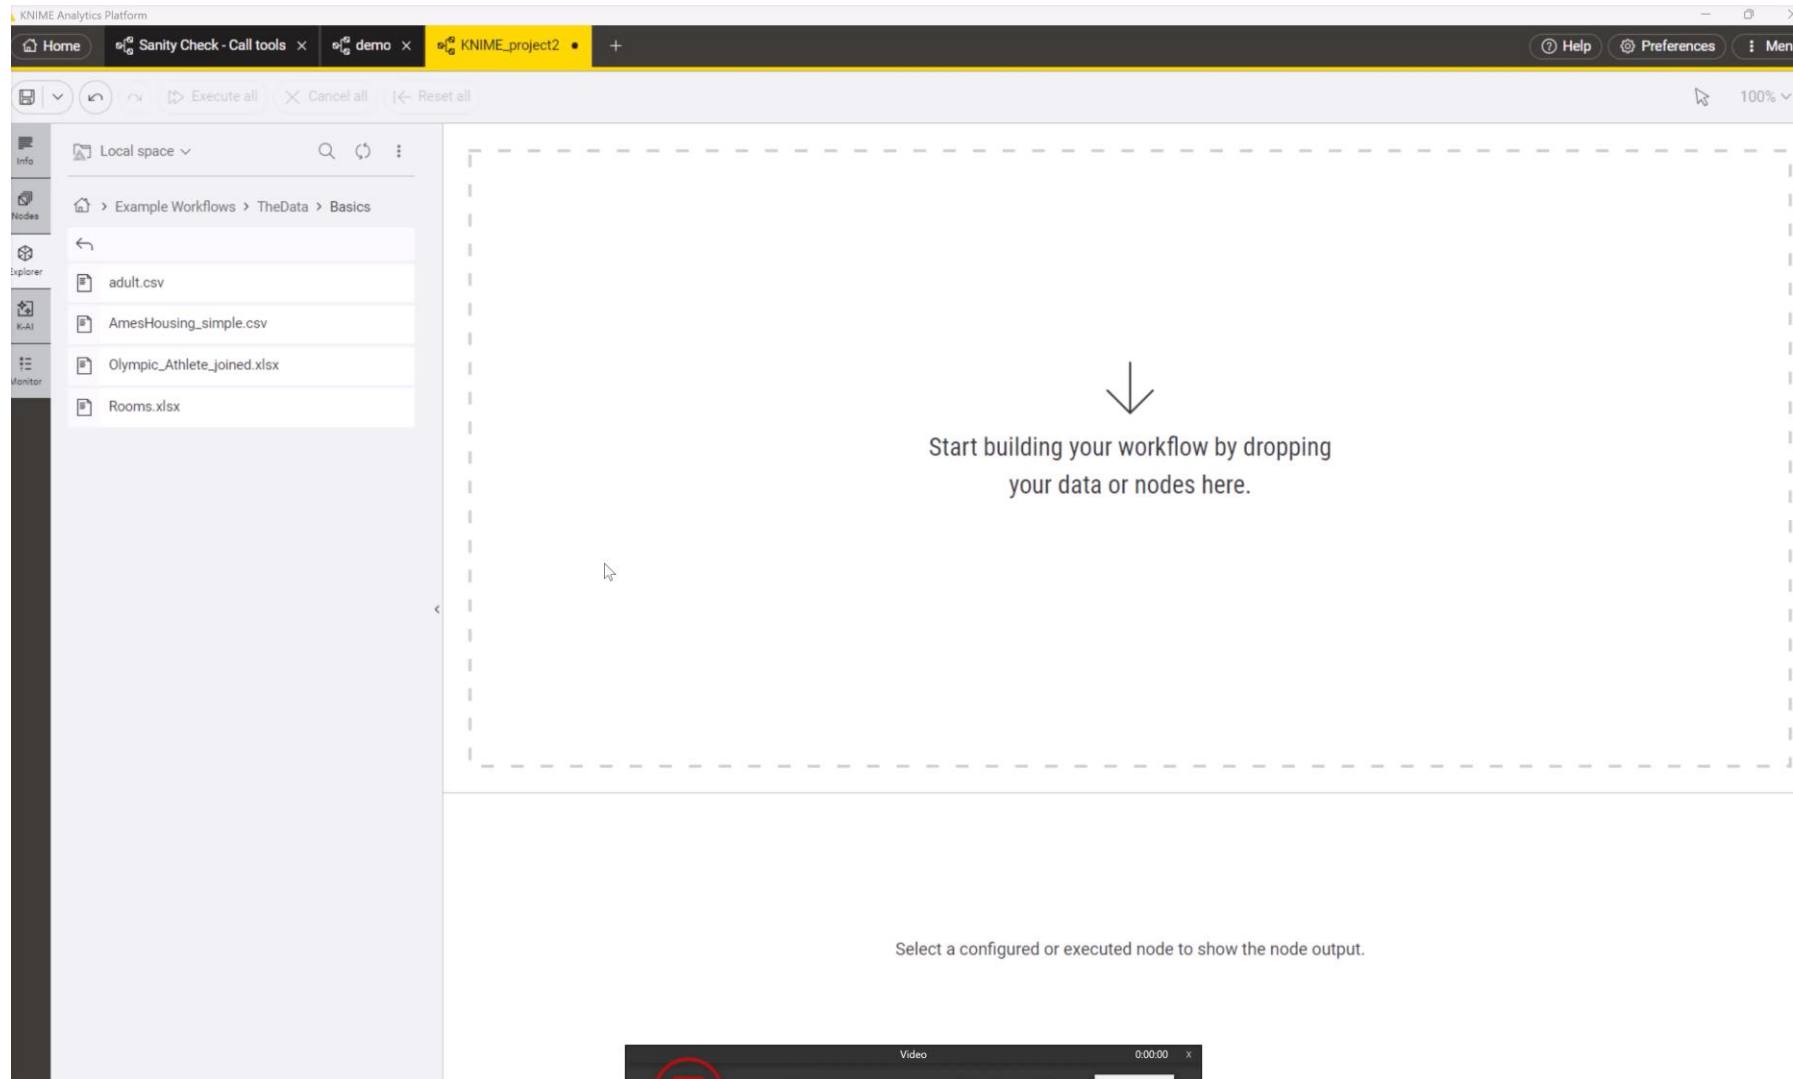 KNIME Analytics Platform
Home
Sanity Check - Call tools
demo
KNIME_project2
Help
Preferences
Men
Execute all
Cancel all
Reset all
100%
Info
Nodes
Explorer
K-AI
Monitor
Local space
Example Workflows > TheData > Basics
adult.csv
AmesHousing_simple.csv
Olympic_Athlete_joined.xlsx
Rooms.xlsx
Start building your workflow by dropping
your data or nodes here.
Select a configured or executed node to show the node output.
Video 0:00:00 x